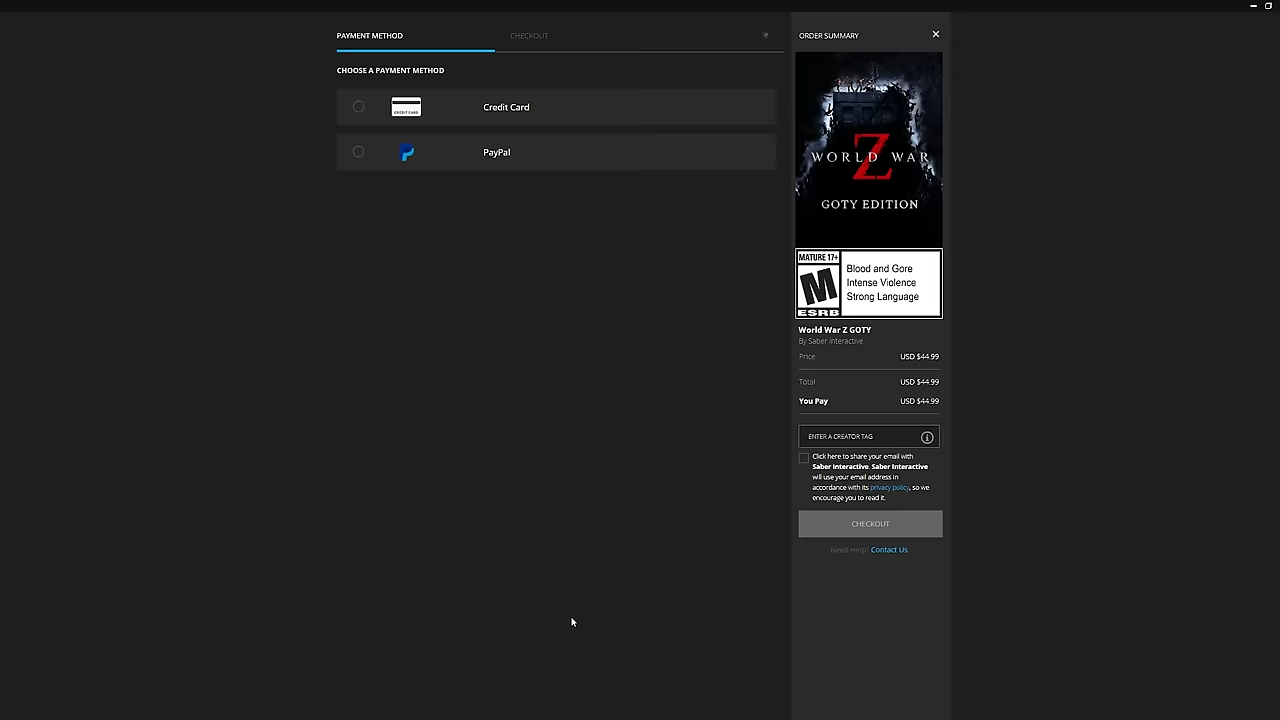 PAYMENT METHOD
CHECKOUT
CHOOSE A PAYMENT METHOD
CREDIT CARD
Credit Card
PayPal
ORDER SUMMARY
WORLD WAR
Z
GOTY EDITION
MATURE 17+
M
ESRB
Blood and Gore
Intense Violence
Strong Language
World War Z GOTY
By Saber Interactive
Price USD $44.99
Total USD $44.99
You Pay USD $44.99
ENTER A CREATOR TAG
Click here to share your email with
Saber Interactive. Saber Interactive
will use your email address in
accordance with its privacy policy, so we
encourage you to read it.
CHECKOUT
Need Help? Contact Us